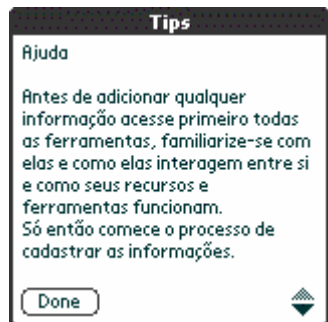 Tips
Ajuda
Antes de adicionar qualquer
informação acesse primeiro todas
as ferramentas, familiarize-se com
elas e como elas interagem entre si
e como seus recursos e
ferramentas funcionam.
Só então comece o processo de
cadastrar as informações.
Done